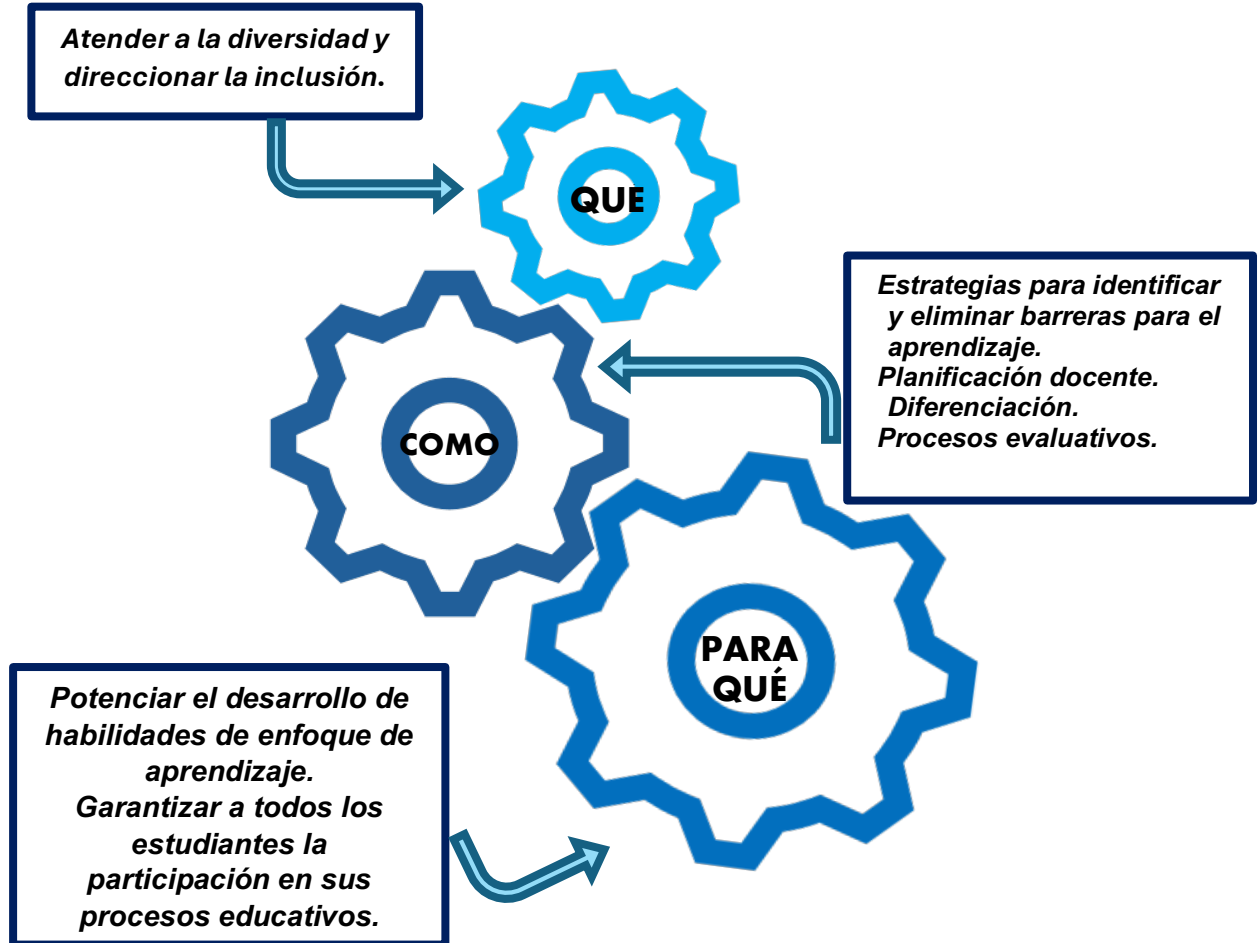 Atender a la diversidad y
direccionar la inclusión.
QUE
Estrategias para identificar
y eliminar barreras para el
aprendizaje.
Planificación docente.
Diferenciación.
Procesos evaluativos.
COMO
PARA
QUÉ
Potenciar el desarrollo de
habilidades de enfoque de
aprendizaje.
Garantizar a todos los
estudiantes la
participación en sus
procesos educativos.